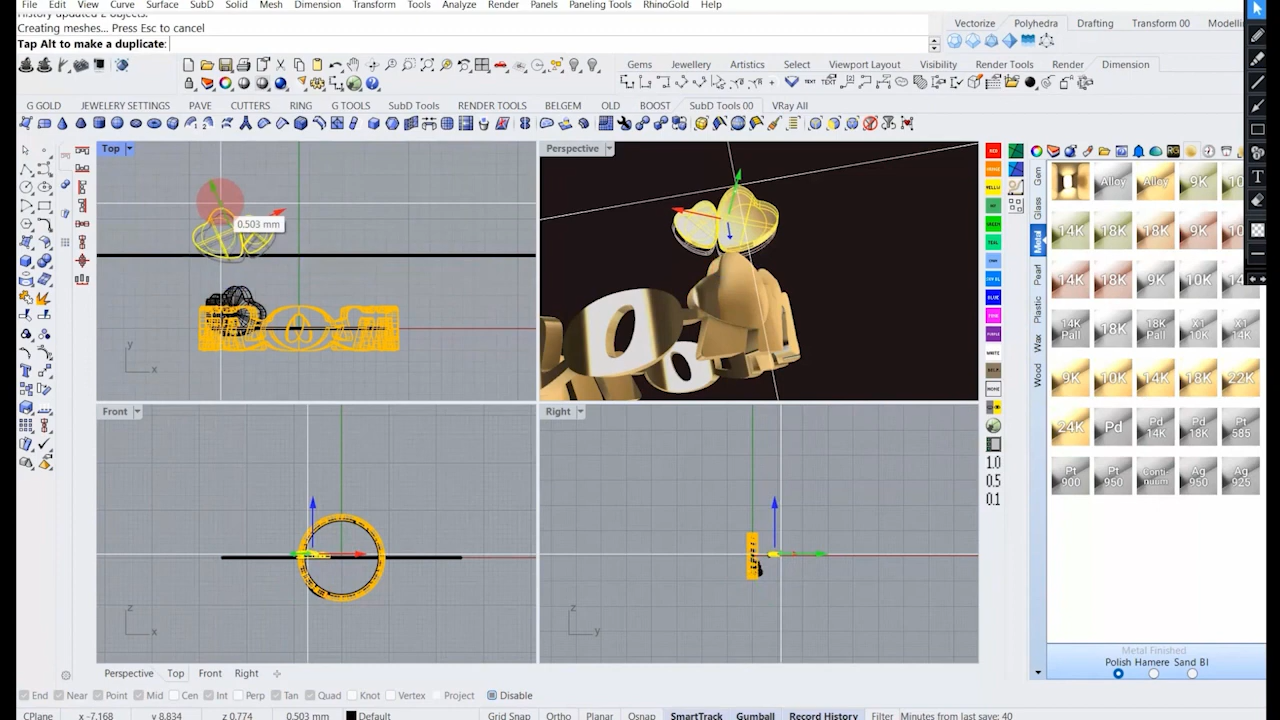 File Edit View Curve Surface SubD Solid Mesh Dimension Transform Tools Analyze Render Panels Paneling Tools RhinoGold Help
History updated 2 objects.
Creating meshes... Press Esc to cancel
Tap Alt to make a duplicate:
Vectorize Polyhedra Drafting Transform 00 Modelli
Gems Jewellery Artists Select Viewport Layout Visibility Render Tools Render Dimension
G GOLD JEWELERY SETTINGS PAVE CUTTERS RING G TOOLS SubD Tools RENDER TOOLS BELGEM OLD BOOST SubD Tools 00 VRay All
Top
0.503 mm
y
x
Perspective
Front
z
x
Right
z
y
1.0
0.5
0.1
Gem
Glass
Metal
Pearl
Plastic
Wax
Wood
Alloy Alloy 9K 10
14K 18K 9K 14K 18K
14K 18K 9K 10K 14K
14K Pall 18K 18K Pall X1 10K X1 14K
9K 10K 14K 18K 22K
24K Pd Pd 14K Pd 18K Pt 585
Pt 900 Pt 950 Conti-nuum Ag 950 Ag 925
Metal Finished
Polish Hamere Sand Bl
Perspective Top Front Right
End Near Point Mid Cen Int Perp Tan Quad Knot Vertex Project Disable
CPlane x -7.168 y 8.834 z 0.774 0.503 mm Default Grid Snap Ortho Planar Osnap SmartTrack Gumball Record History Filter Minutes from last save: 40